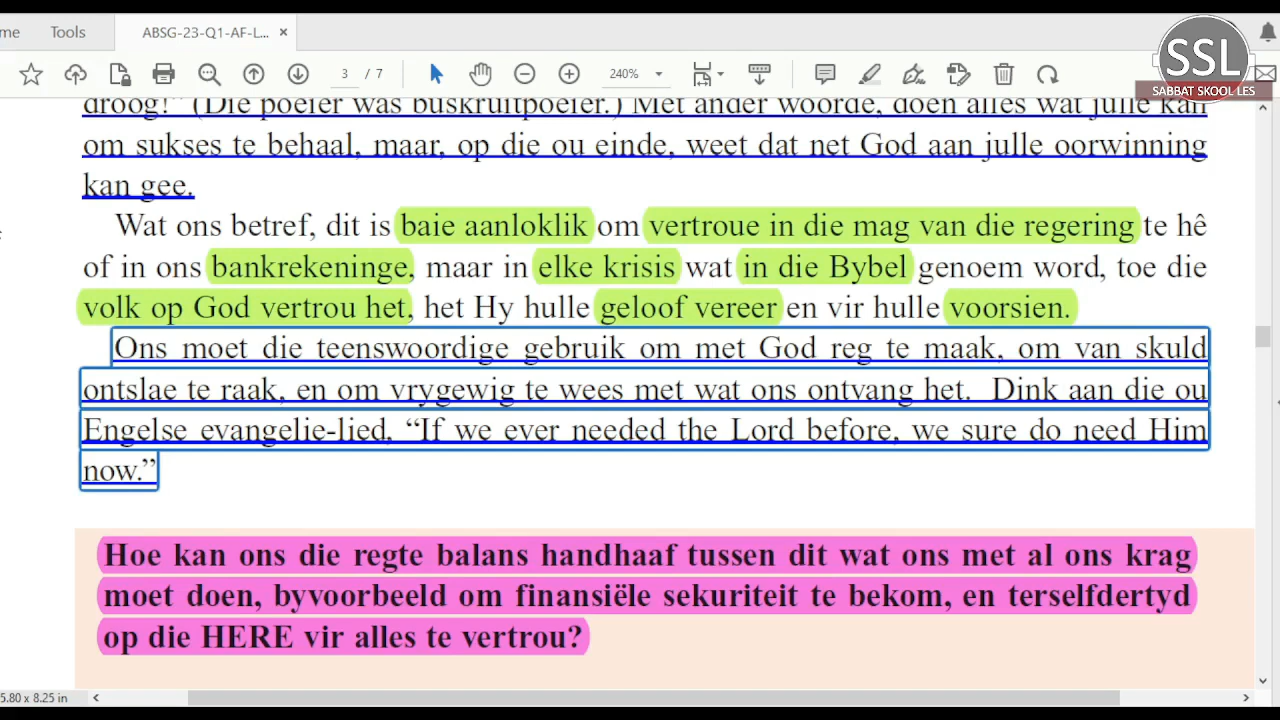 me
Tools
ABSG-23-Q1-AF-L... ×
3 / 7
240%
SSL
SABBAT SKOOL LES
droog!” (Die poeier was buskruitpoeier.) Met ander woorde, doen alles wat julle kan
om sukses te behaal, maar, op die ou einde, weet dat net God aan julle oorwinning
kan gee.
Wat ons betref, dit is baie aanloklik om vertroue in die mag van die regering te hê
of in ons bankrekeninge, maar in elke krisis wat in die Bybel genoem word, toe die
volk op God vertrou het, het Hy hulle geloof vereer en vir hulle voorsien.
Ons moet die teenswoordige gebruik om met God reg te maak, om van skuld
ontslae te raak, en om vrygewig te wees met wat ons ontvang het. Dink aan die ou
Engelse evangelie-lied, “If we ever needed the Lord before, we sure do need Him
now.”
Hoe kan ons die regte balans handhaaf tussen dit wat ons met al ons krag
moet doen, byvoorbeeld om finansiële sekuriteit te bekom, en terselfdertyd
op die HERE vir alles te vertrou?
5.80 x 8.25 in